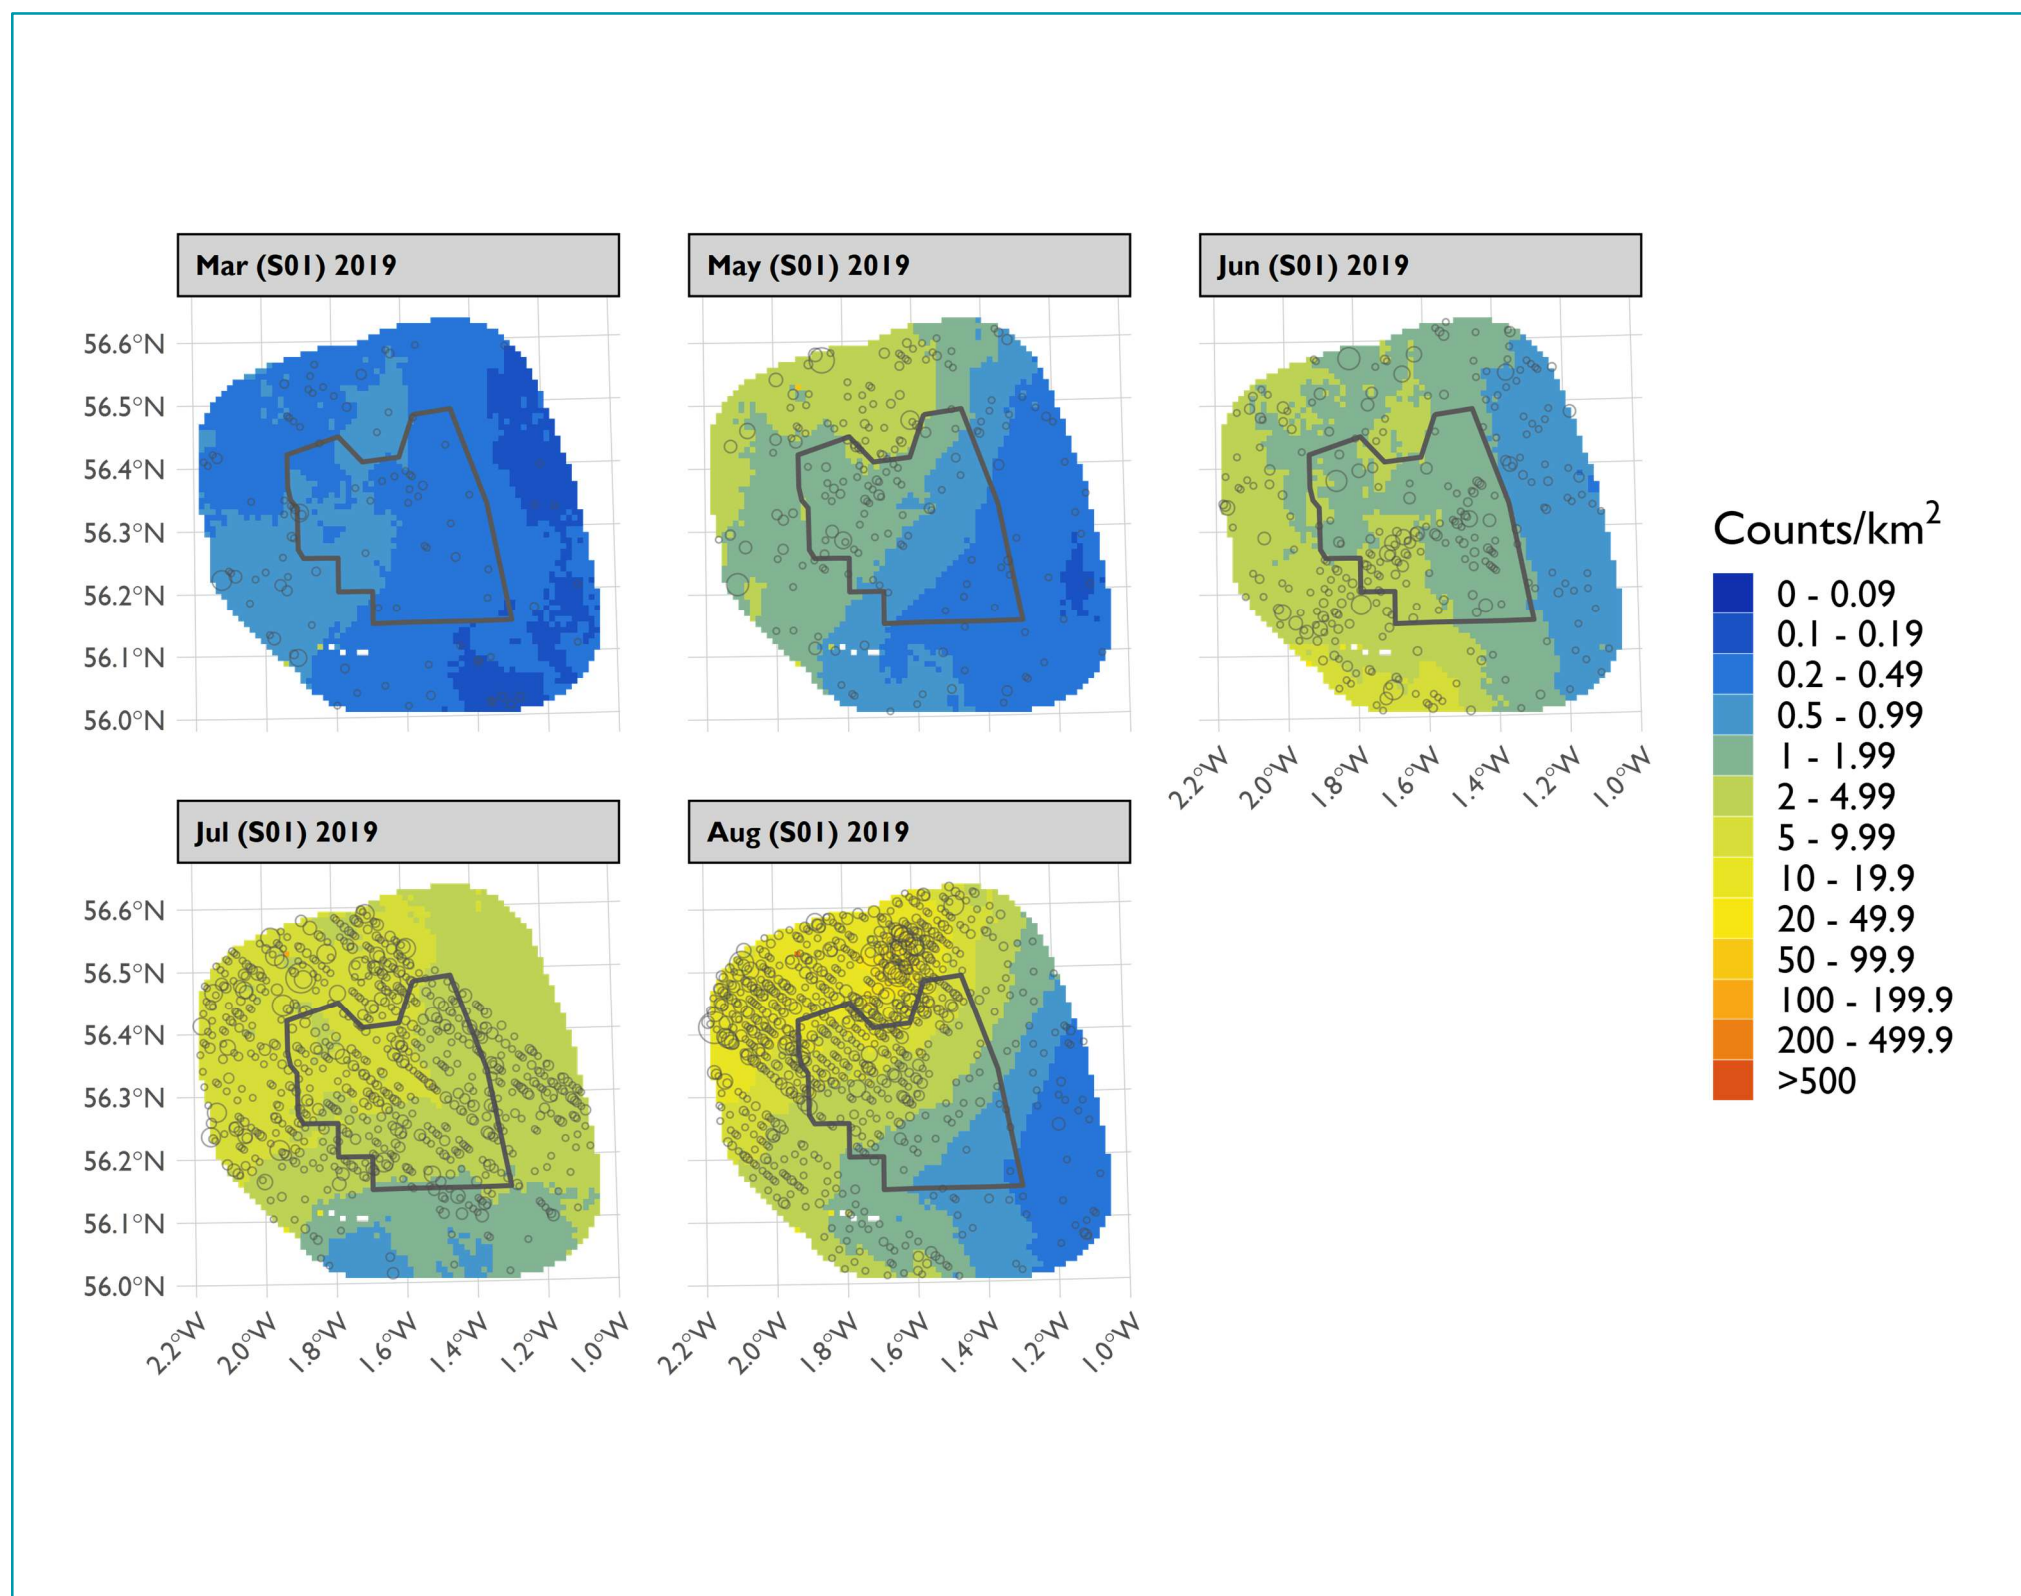 Mar (S01) 2019
May (S01) 2019
Jun (S01) 2019
56.6°N
56.5°N
56.4°N
56.3°N
56.2°N
56.1°N
56.0°N
2.2°W
2.0°W
1.8°W
1.6°W
1.4°W
1.2°W
1.0°W
Jul (S01) 2019
Aug (S01) 2019
56.6°N
56.5°N
56.4°N
56.3°N
56.2°N
56.1°N
56.0°N
2.2°W
2.0°W
1.8°W
1.6°W
1.4°W
1.2°W
1.0°W
2.2°W
2.0°W
1.8°W
1.6°W
1.4°W
1.2°W
1.0°W
Counts/km²
0 - 0.09
0.1 - 0.19
0.2 - 0.49
0.5 - 0.99
1 - 1.99
2 - 4.99
5 - 9.99
10 - 19.9
20 - 49.9
50 - 99.9
100 - 199.9
200 - 499.9
>500